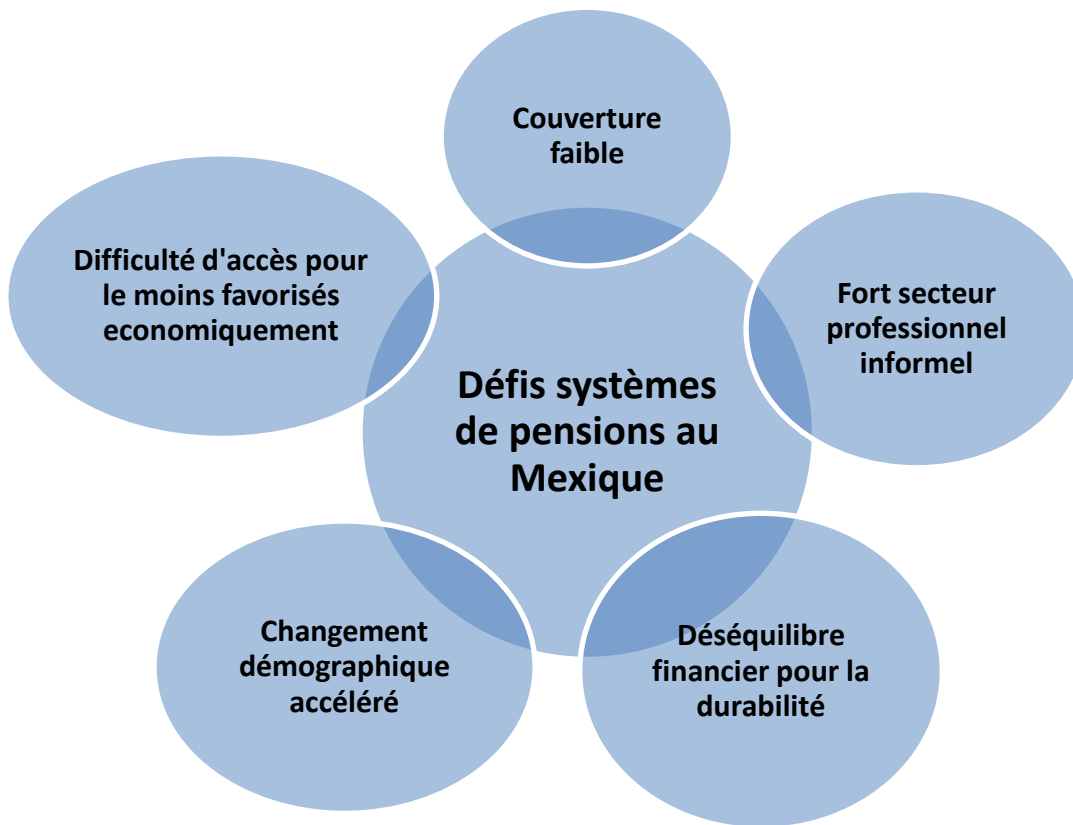 Couverture
faible
Difficulté d'accès pour
le moins favorisés
economiquement
Fort secteur
professionnel
informel
Défis systèmes
de pensions au
Mexique
Changement
démographique
accéléré
Déséquilibre
financier pour la
durabilité